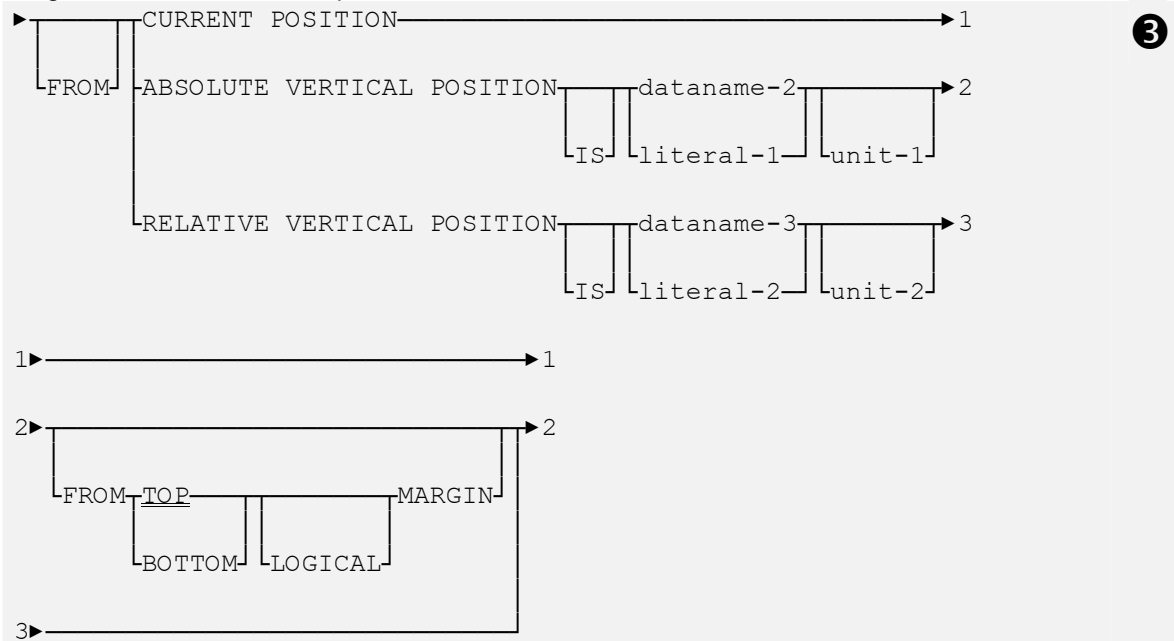 CURRENT POSITION 1 ❸
FROM ABSOLUTE VERTICAL POSITION dataname-2 2
IS literal-1 unit-1
RELATIVE VERTICAL POSITION dataname-3 3
IS literal-2 unit-2
1 1
2 2
FROM TOP MARGIN
BOTTOM LOGICAL
3